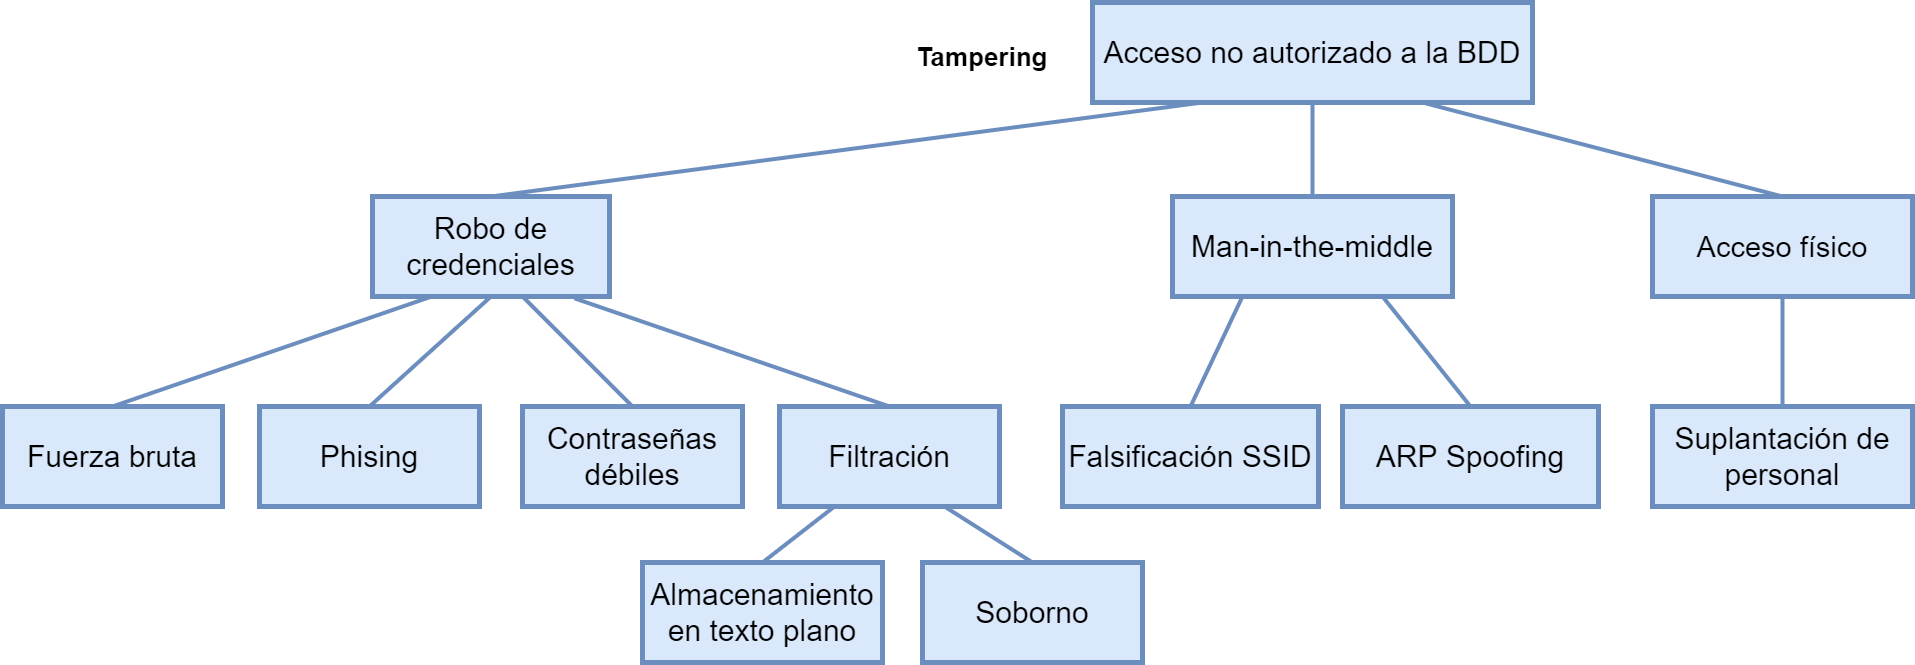 Tampering
Acceso no autorizado a la BDD
Robo de
credenciales
Man-in-the-middle
Acceso físico
Fuerza bruta
Phising
Contraseñas
débiles
Filtración
Falsificación SSID
ARP Spoofing
Suplantación de
personal
Almacenamiento
en texto plano
Soborno